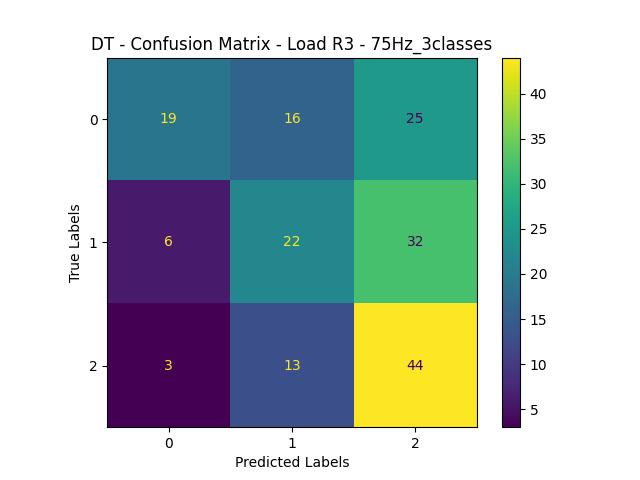 DT - Confusion Matrix - Load R3 - 75Hz_3classes
0 19 16 25
1 6 22 32
2 3 13 44
0 1 2
Predicted Labels
True Labels
40
35
30
25
20
15
10
5